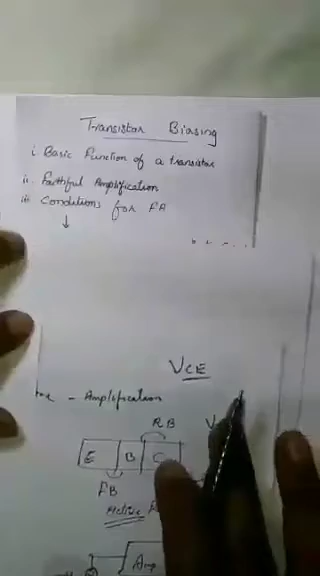 Transistor Biasing
i. Basic Function of a transistor
ii. Faithful Amplification
iii. Conditions for FA
VCE
- Amplification
RB
E B C
FB
Active
Amp